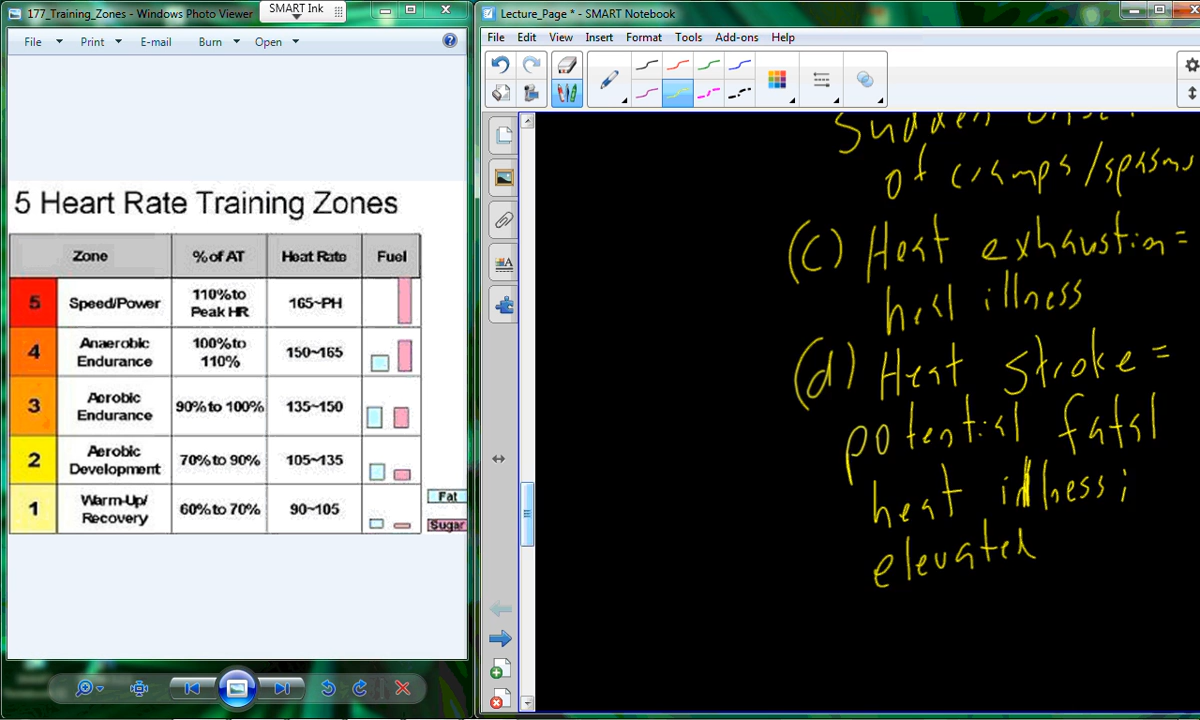 177_Training_Zones - Windows Photo Viewer
SMART Ink
File Print E-mail Burn Open
5 Heart Rate Training Zones
Zone % of AT Heat Rate Fuel
5 Speed/Power 110% to Peak HR 165~PH
4 Anaerobic Endurance 100% to 110% 150~165
3 Aerobic Endurance 90% to 100% 135~150
2 Aerobic Development 70% to 90% 105~135
1 Warm-Up/ Recovery 60% to 70% 90~105
Fat
Sugar
Lecture_Page * - SMART Notebook
File Edit View Insert Format Tools Add-ons Help
Sudden
of cramps/spasms
(c) Heat exhaustion =
heat illness
(d) Heat stroke =
potential fatal
heat illness;
elevated